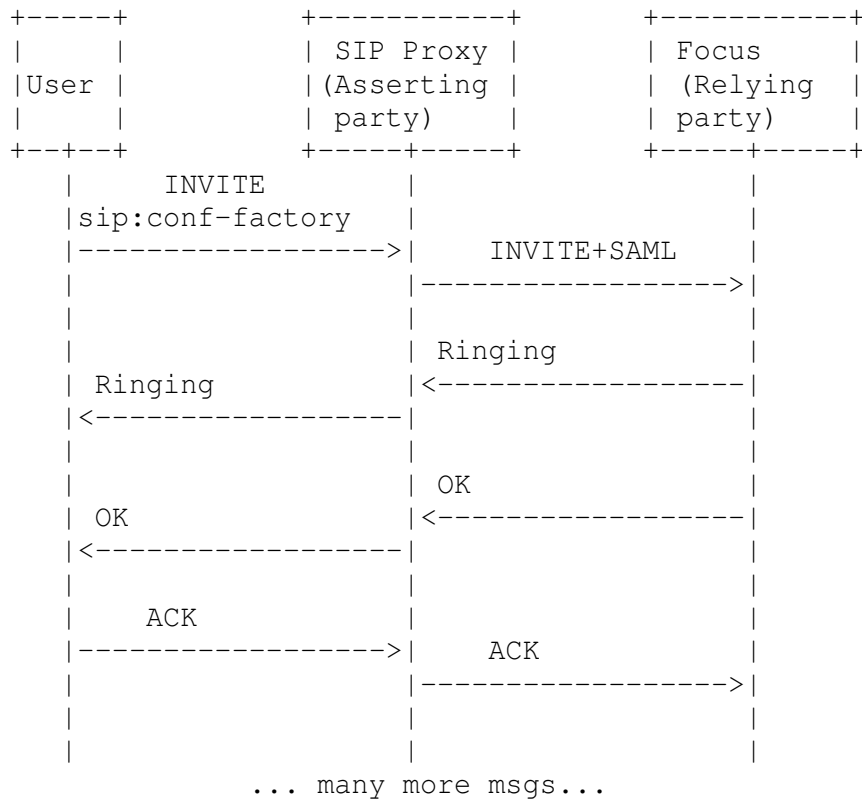 +-----+             +-----------+         +-----------+
|     |             | SIP Proxy |         | Focus     |
|User |             |(Asserting |         | (Relying  |
|     |             | party)    |         | party)    |
+--+--+             +-----+-----+         +-----+-----+
   |     INVITE           |                     |
   |sip:conf-factory      |                     |
   |------------------>|    INVITE+SAML      |
   |                      |------------------>|
   |                      |                     |
   |                      | Ringing             |
   | Ringing              |<------------------|
   |<------------------|                     |
   |                      |                     |
   |                      | OK                  |
   | OK                   |<------------------|
   |<------------------|                     |
   |                      |                     |
   |    ACK               |                     |
   |------------------>|    ACK              |
   |                      |------------------>|
   |                      |                     |
   |                      |                     |
             ... many more msgs...